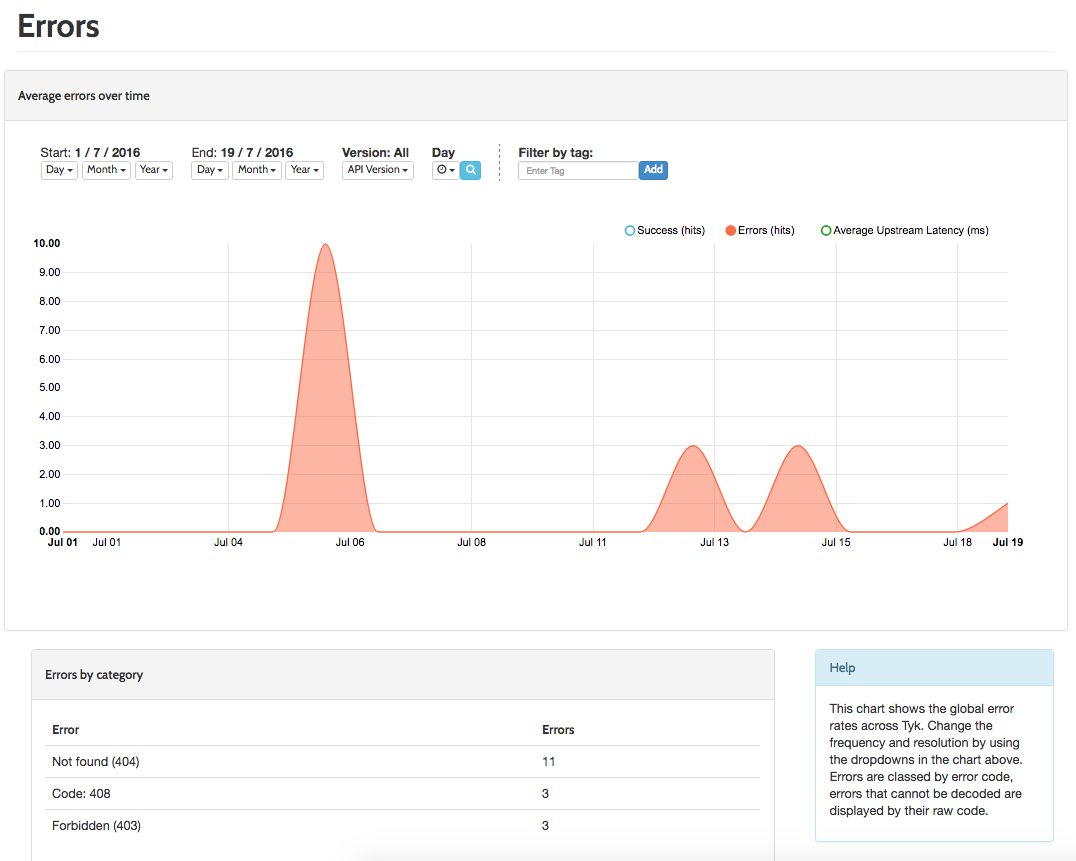 Errors
Average errors over time
Start: 1 / 7 / 2016 End: 19 / 7 / 2016 Version: All Day Filter by tag:
Day Month Year Day Month Year API Version Enter Tag Add
Success (hits) Errors (hits) Average Upstream Latency (ms)
10.00
9.00
8.00
7.00
6.00
5.00
4.00
3.00
2.00
1.00
0.00
Jul 01 Jul 01 Jul 04 Jul 06 Jul 08 Jul 11 Jul 13 Jul 15 Jul 18 Jul 19
Errors by category
Error Errors
Not found (404) 11
Code: 408 3
Forbidden (403) 3
Help
This chart shows the global error
rates across Tyk. Change the
frequency and resolution by using
the dropdowns in the chart above.
Errors are classed by error code,
errors that cannot be decoded are
displayed by their raw code.